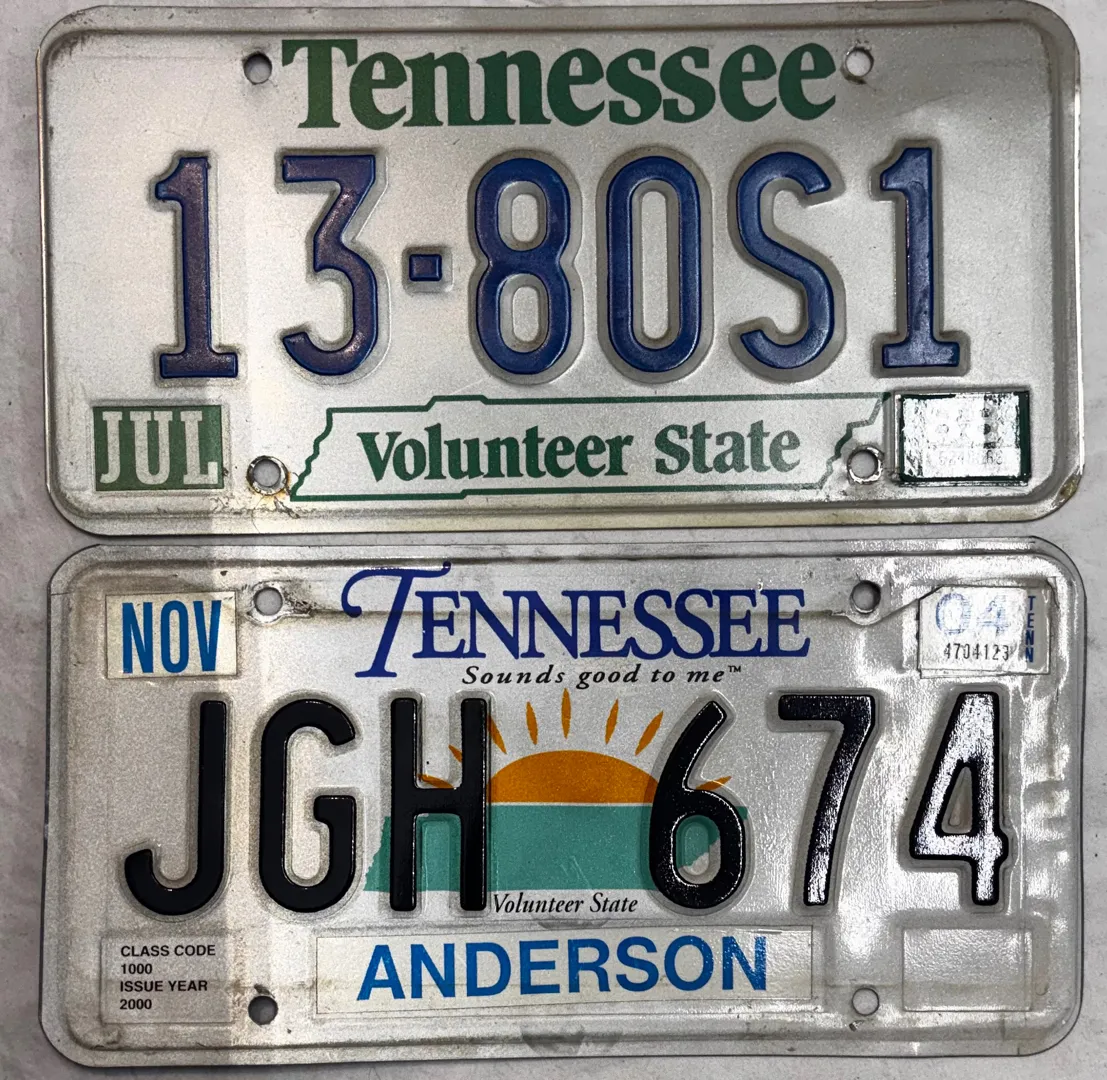 Tennessee
13-80S1
JUL
Volunteer State
NOV
TENNESSEE
04
TENN
4704123
Sounds good to me™
JGH 674
Volunteer State
CLASS CODE
1000
ISSUE YEAR
2000
ANDERSON